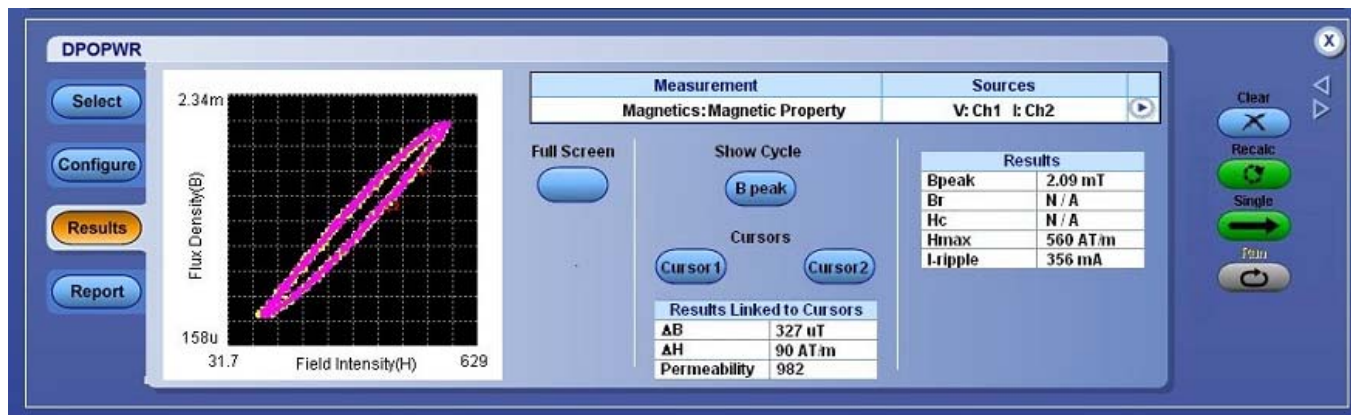 DPOPWR
X
Select
Configure
Results
Report
2.34m
Flux Density(B)
158u
31.7 Field Intensity(H) 629
Measurement Sources
Magnetics:Magnetic Property V: Ch1 I: Ch2
Full Screen
Show Cycle
B peak
Cursors
Cursor1 Cursor2
Results Linked to Cursors
ΔB 327 uT
ΔH 90 AT/m
Permeability 982
Results
Bpeak 2.09 mT
Br N / A
Hc N / A
Hmax 560 AT/m
I-ripple 356 mA
Clear
Recalc
Single
Run